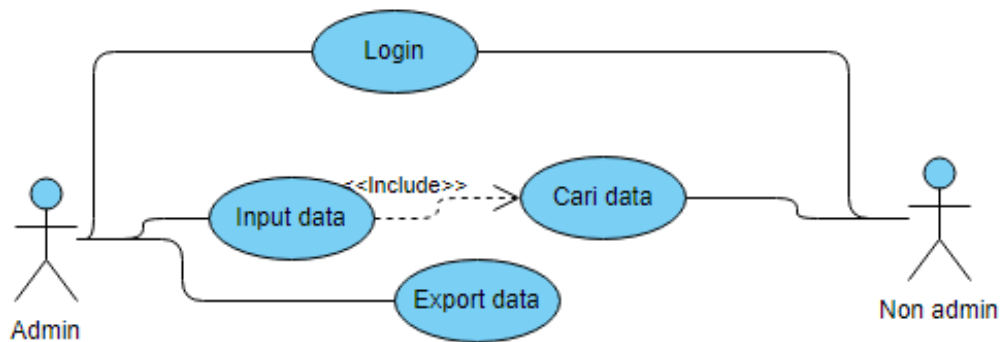 Login
<<Include>>
Input data
Cari data
Export data
Admin
Non admin